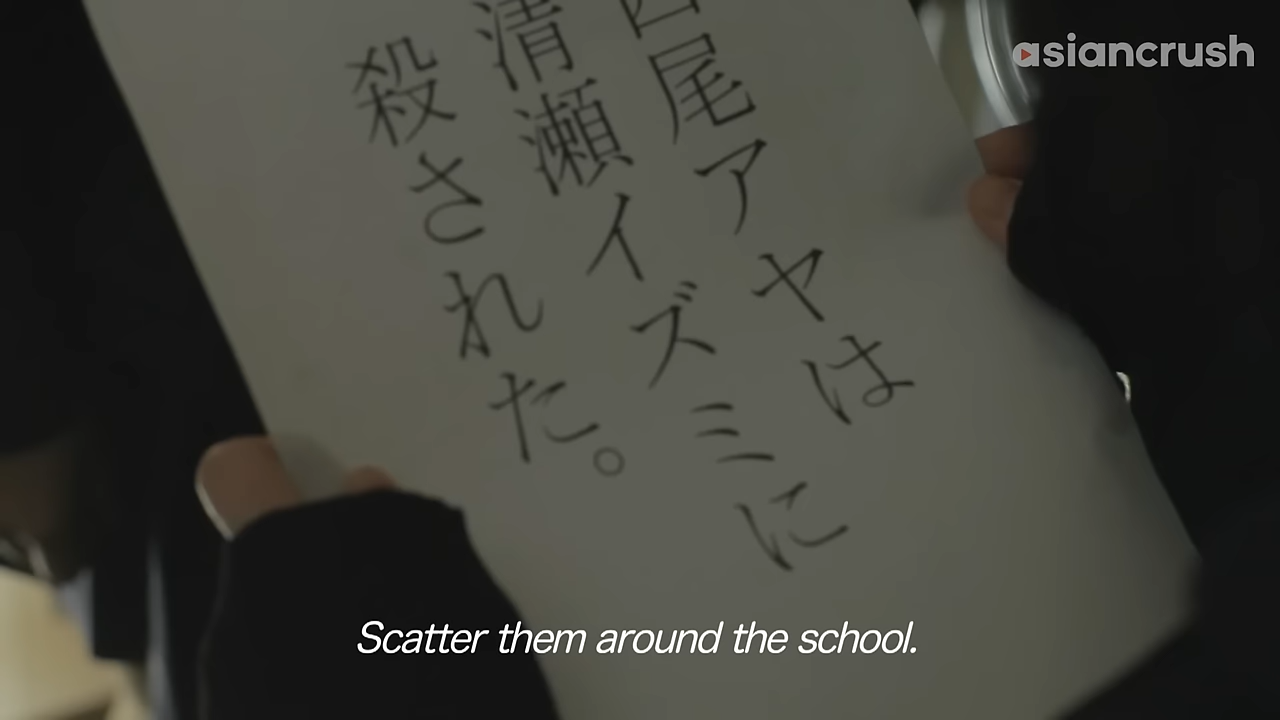 asiancrush
尾アヤは
清瀬イズミに
殺された。
Scatter them around the school.